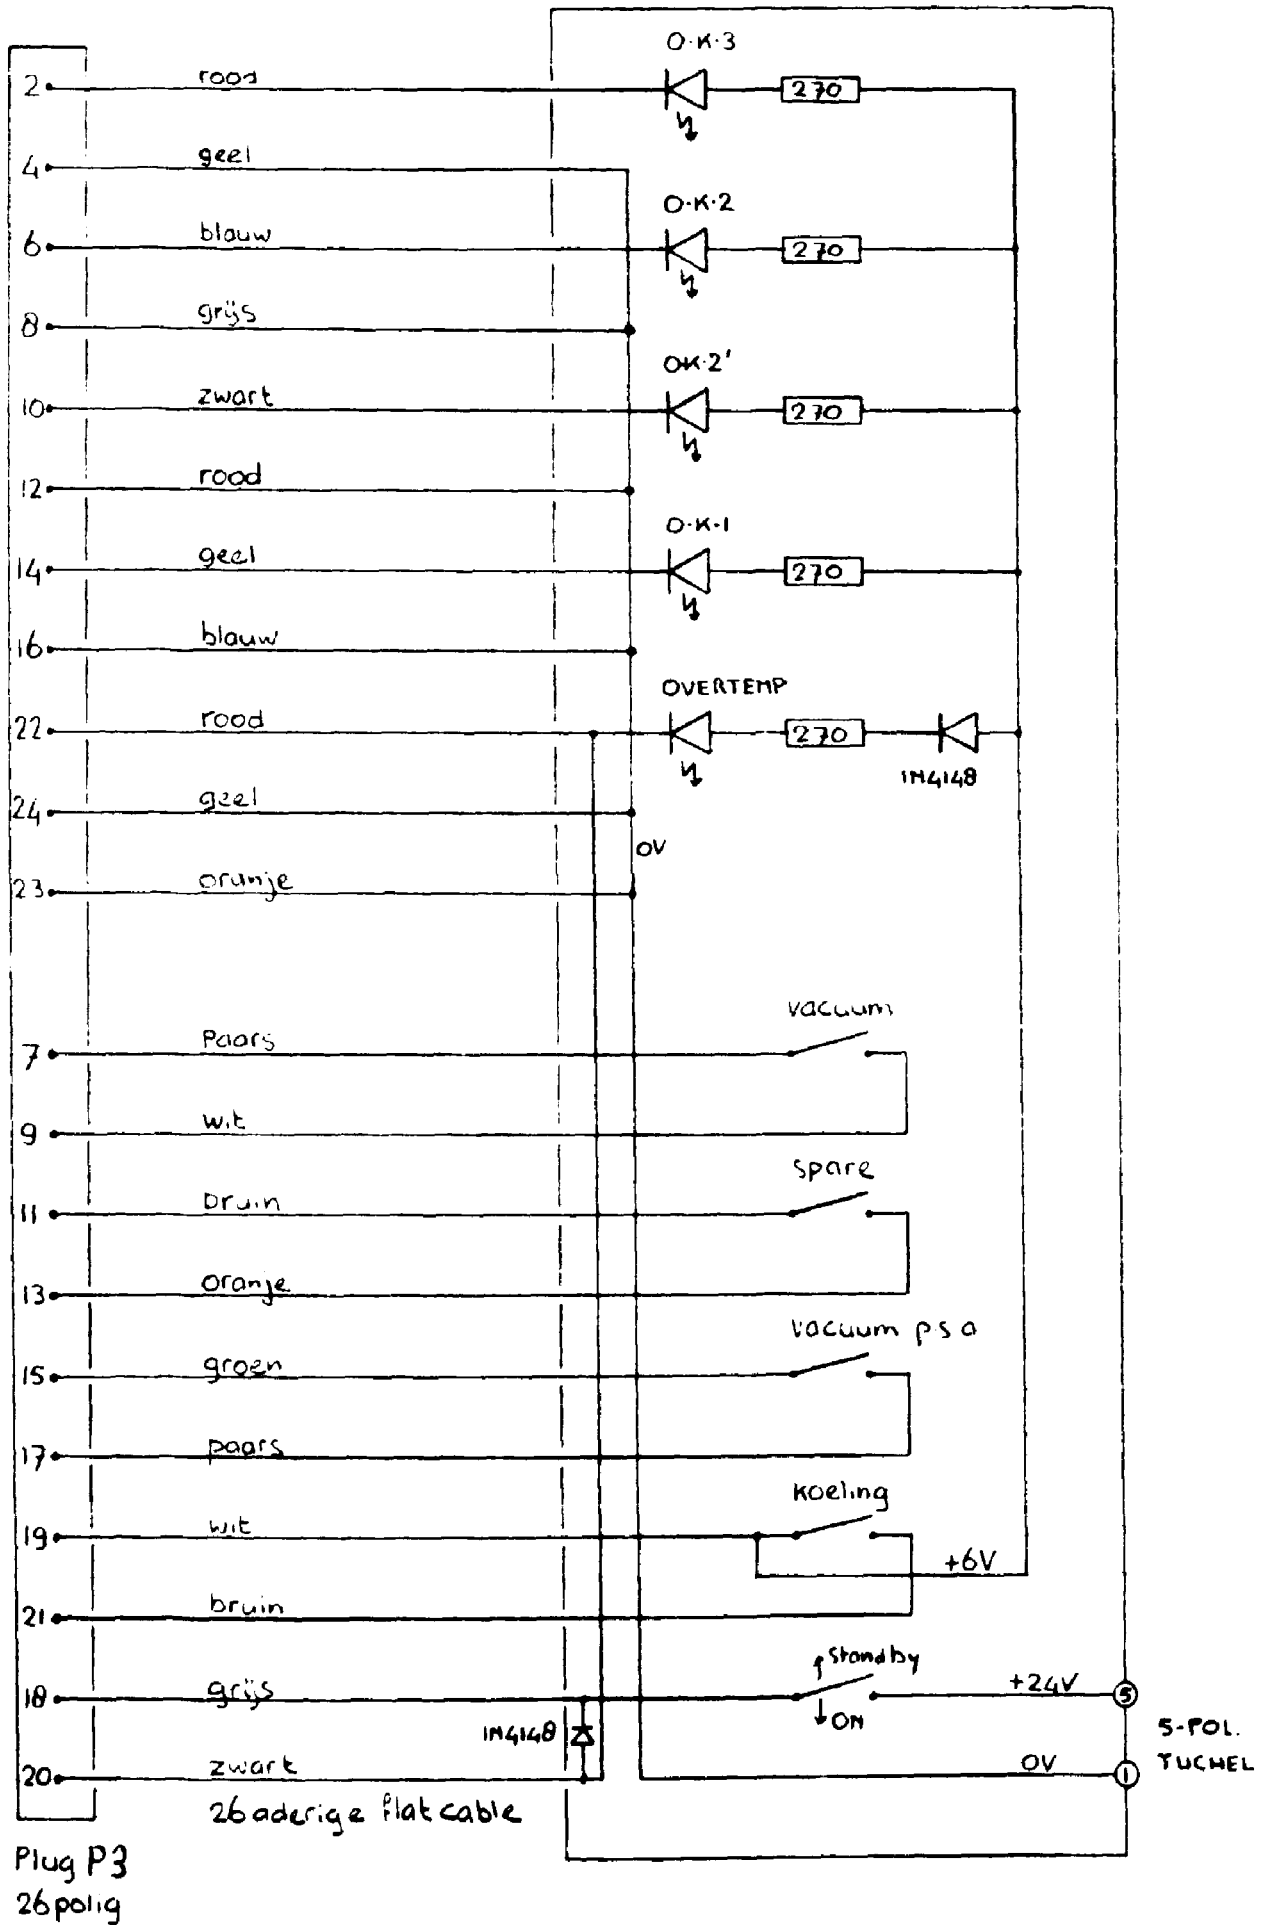 O.K.3
2 rood 270
4 geel
O.K.2
6 blauw 270
8 grijs
OK.2'
10 zwart 270
12 rood
O.K.1
14 geel 270
16 blauw
OVERTEMP
22 rood 270
1N4148
24 geel
0V
23 orunje
vacuum
7 Paars
9 wit
spare
11 bruin
13 oranje
vacuum p.s a
15 groen
17 paars
koeling
19 wit
+6V
21 bruin
standby
18 grijs +24V 5
ON
1N4148
5-POL.
TUCHEL
20 zwart 0V 1
26 aderige flat cable
Plug P3
26 polig